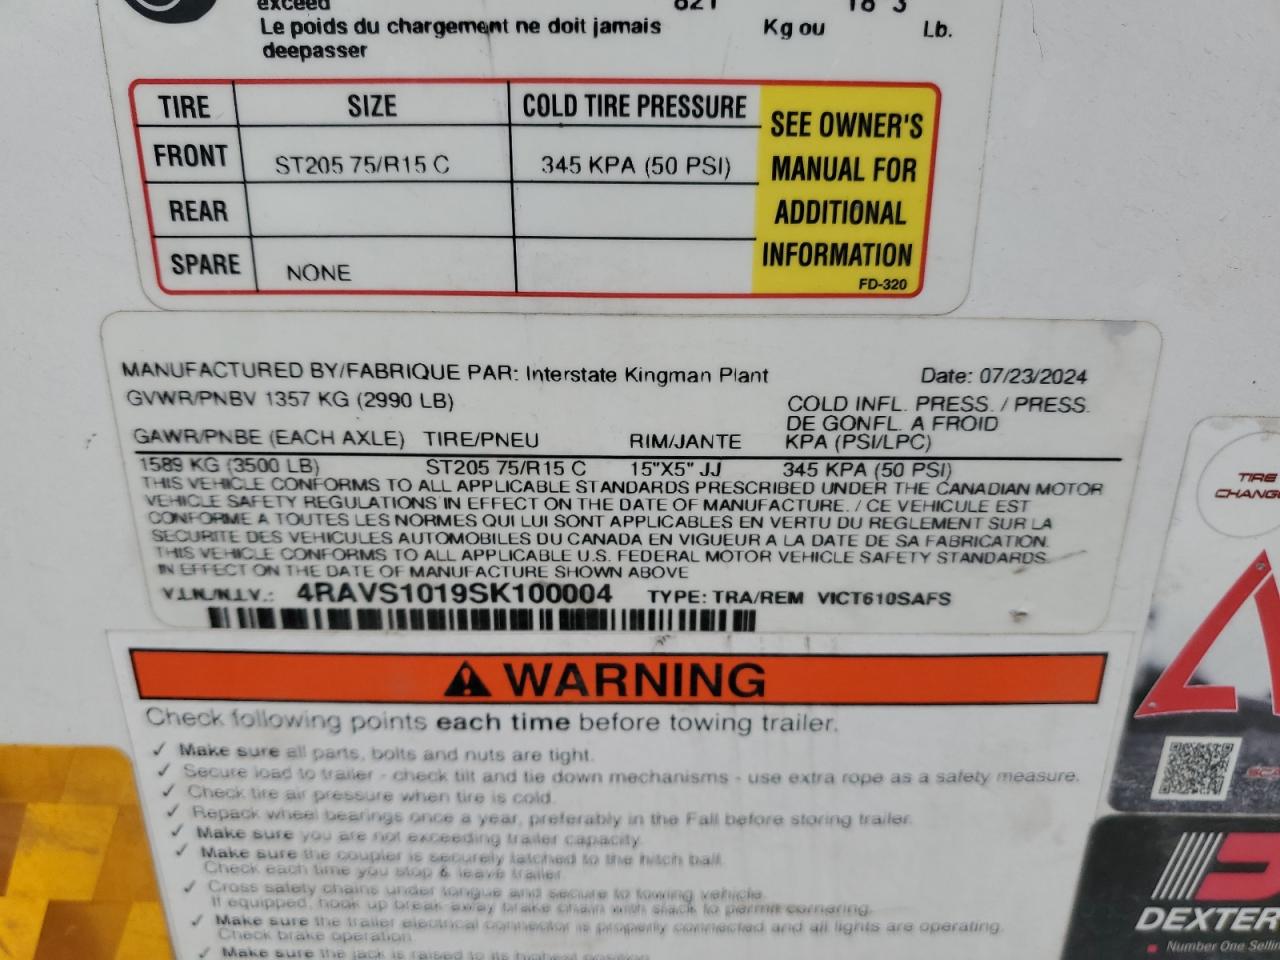 exceed
Le poids du chargement ne doit jamais
deepasser
821 Kg ou Lb.
TIRE SIZE COLD TIRE PRESSURE
FRONT ST205 75/R15 C 345 KPA (50 PSI)
REAR
SPARE NONE
SEE OWNER'S
MANUAL FOR
ADDITIONAL
INFORMATION
FD-320
MANUFACTURED BY/FABRIQUE PAR: Interstate Kingman Plant Date: 07/23/2024
GVWR/PNBV 1357 KG (2990 LB)
COLD INFL. PRESS. / PRESS.
DE GONFL. A FROID
GAWR/PNBE (EACH AXLE) TIRE/PNEU RIM/JANTE KPA (PSI/LPC)
1589 KG (3500 LB) ST205 75/R15 C 15"X5" JJ 345 KPA (50 PSI)
THIS VEHICLE CONFORMS TO ALL APPLICABLE STANDARDS PRESCRIBED UNDER THE CANADIAN MOTOR
VEHICLE SAFETY REGULATIONS IN EFFECT ON THE DATE OF MANUFACTURE. / CE VEHICULE EST
CONFORME A TOUTES LES NORMES QUI LUI SONT APPLICABLES EN VERTU DU REGLEMENT SUR LA
SECURITE DES VEHICULES AUTOMOBILES DU CANADA EN VIGUEUR A LA DATE DE SA FABRICATION.
THIS VEHICLE CONFORMS TO ALL APPLICABLE U.S. FEDERAL MOTOR VEHICLE SAFETY STANDARDS
IN EFFECT ON THE DATE OF MANUFACTURE SHOWN ABOVE
V.I.N./N.I.V.: 4RAVS1019SK100004 TYPE: TRA/REM VICT610SAFS
WARNING
Check following points each time before towing trailer.
✓ Make sure all parts, bolts and nuts are tight.
✓ Secure load to trailer - check tilt and tie down mechanisms - use extra rope as a safety measure.
✓ Check tire air pressure when tire is cold.
✓ Repack wheel bearings once a year, preferably in the Fall before storing trailer.
✓ Make sure you are not exceeding trailer capacity.
✓ Make sure the coupler is securely latched to the hitch ball.
Check each time you stop & leave trailer.
✓ Cross safety chains under tongue and secure to towing vehicle.
If equipped, hook up break-away brake chain with slack to permit cornering.
✓ Make sure the trailer electrical connector is properly connected and all lights are operating.
Check brake operation.
✓ Make sure the jack is raised to its highest position
TIRE
DEXTER
Number One